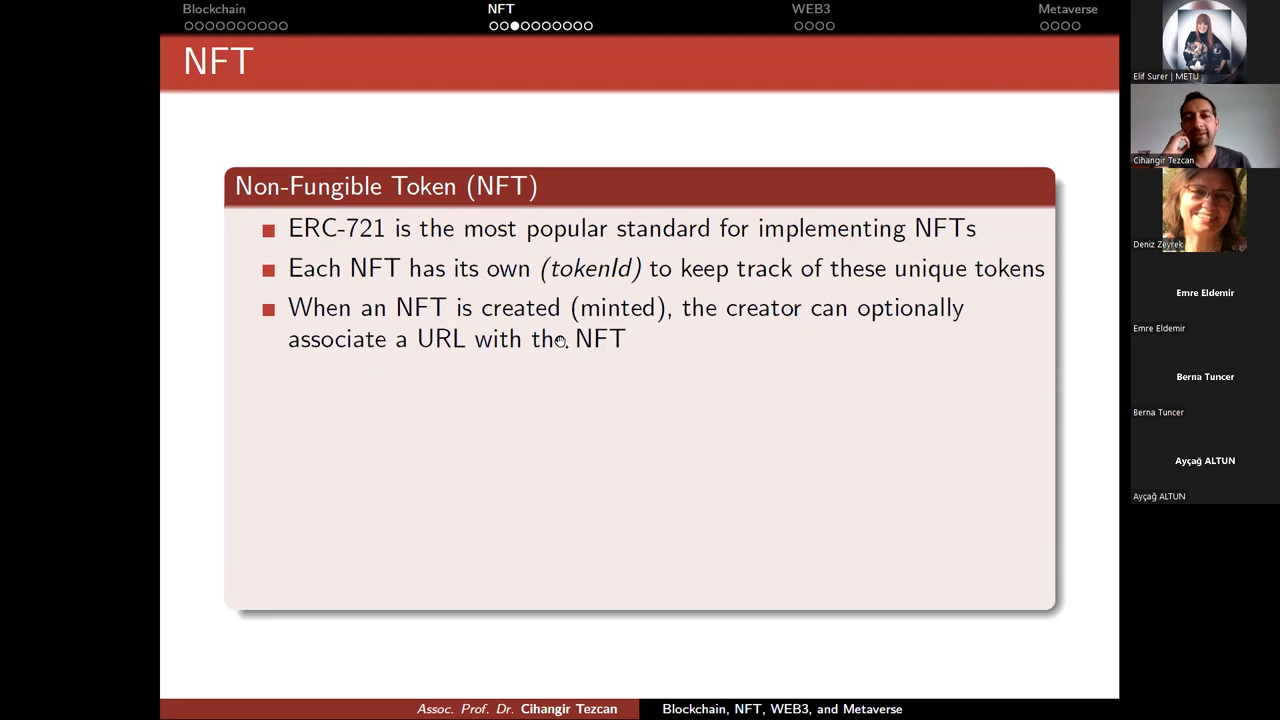 Blockchain
NFT
WEB3
Metaverse
NFT
Non-Fungible Token (NFT)
ERC-721 is the most popular standard for implementing NFTs
Each NFT has its own (tokenId) to keep track of these unique tokens
When an NFT is created (minted), the creator can optionally
associate a URL with the NFT
Assoc. Prof. Dr. Cihangir Tezcan
Blockchain, NFT, WEB3, and Metaverse
Elif Surer | METU
Cihangir Tezcan
Deniz Zeyrek
Emre Eldemir
Emre Eldemir
Berna Tuncer
Berna Tuncer
Ayçağ ALTUN
Ayçağ ALTUN